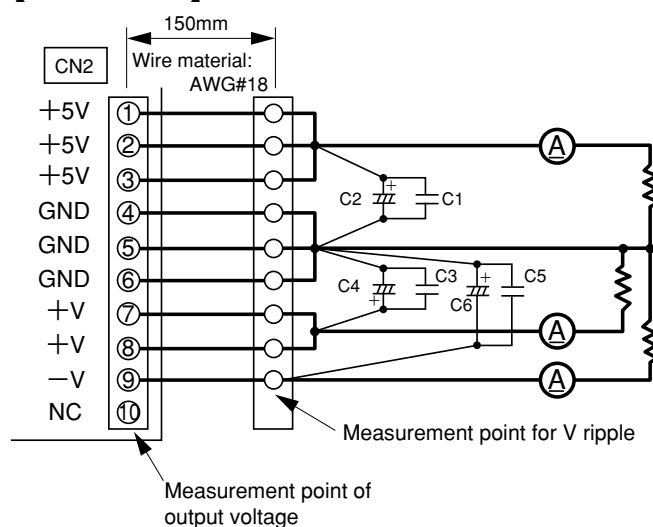 150mm
CN2
Wire material:
AWG#18
+5V ①
+5V ②
+5V ③
GND ④
GND ⑤
GND ⑥
+V ⑦
+V ⑧
−V ⑨
NC ⑩
A
C2 + C1
C4 + C3 + C5
C6
A
A
Measurement point for V ripple
Measurement point of
output voltage